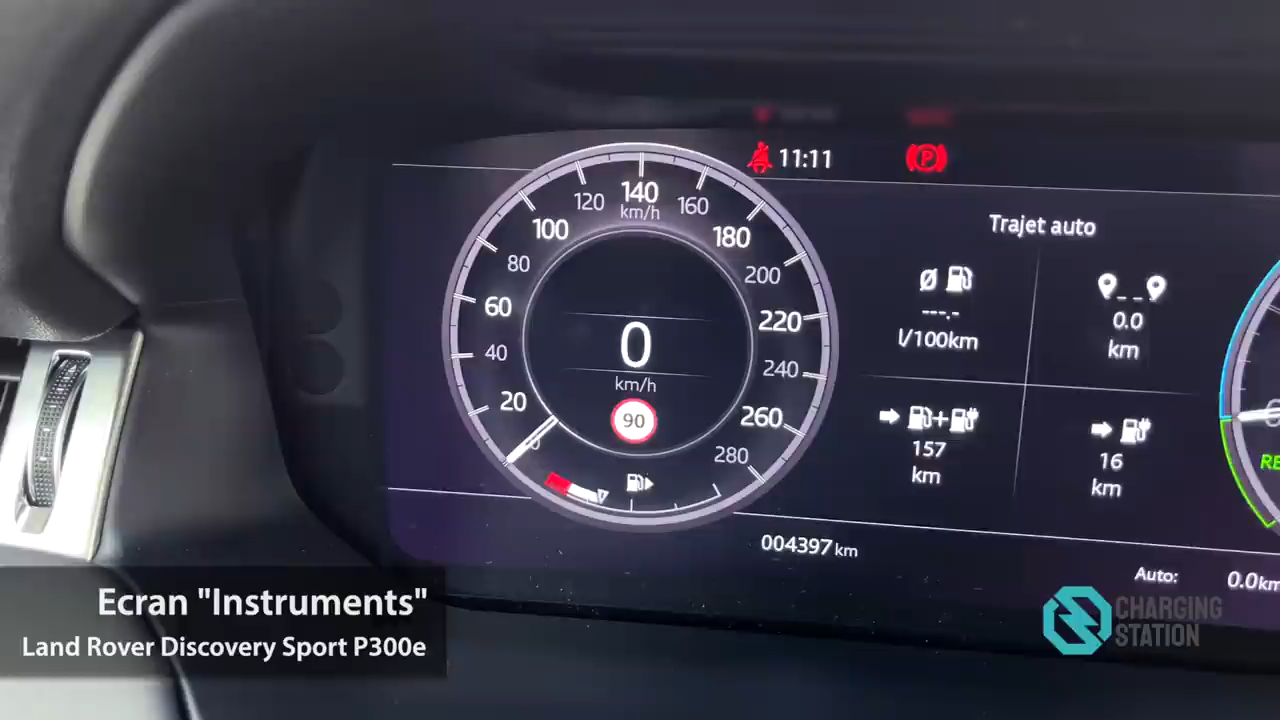 11:11
P
140
km/h
120
160
100
180
80
200
60
220
40
240
20
260
0
280
0
km/h
90
Trajet auto
Ø
---.-
l/100km
0.0
km
157
km
16
km
004397 km
Auto:
0.0km
Ecran "Instruments"
Land Rover Discovery Sport P300e
CHARGING
STATION